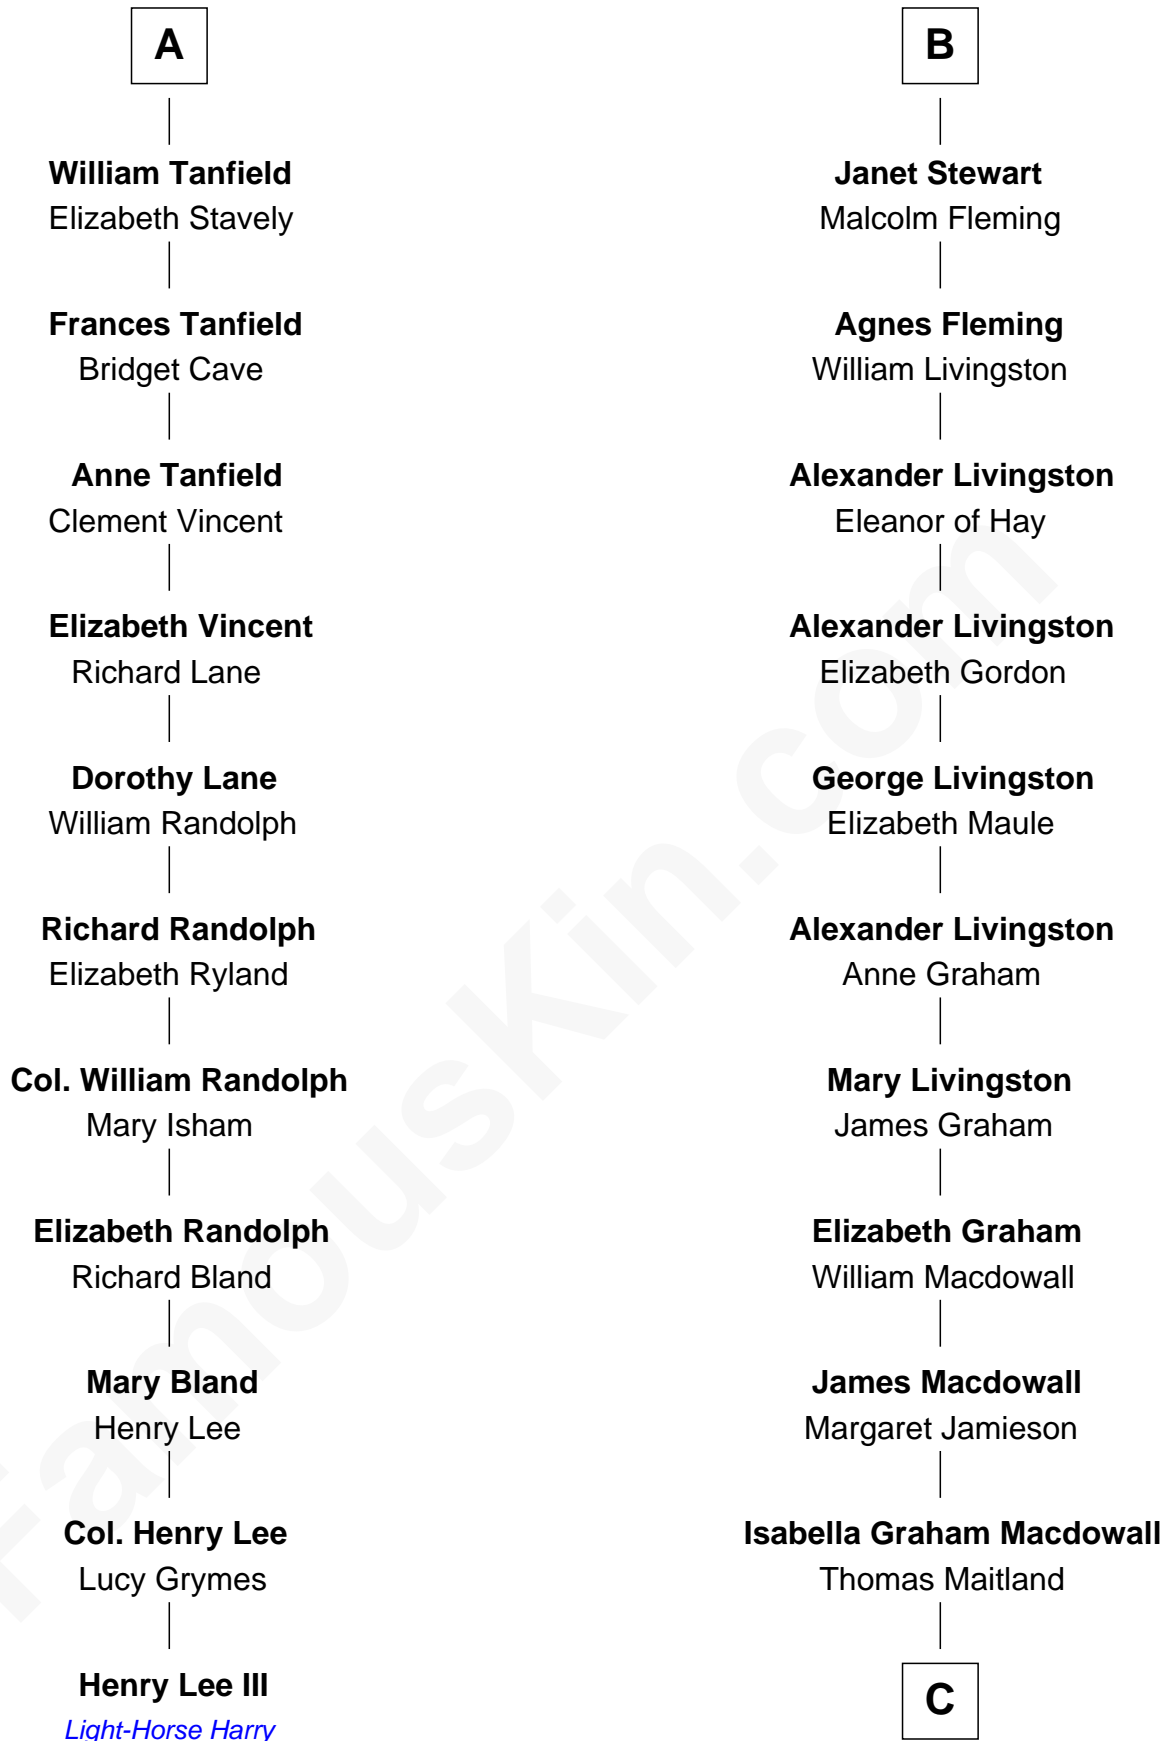 A
William Tanfield
Elizabeth Stavely
Frances Tanfield
Bridget Cave
Anne Tanfield
Clement Vincent
Elizabeth Vincent
Richard Lane
Dorothy Lane
William Randolph
Richard Randolph
Elizabeth Ryland
Col. William Randolph
Mary Isham
Elizabeth Randolph
Richard Bland
Mary Bland
Henry Lee
Col. Henry Lee
Lucy Grymes
Henry Lee III
Light-Horse Harry
B
Janet Stewart
Malcolm Fleming
Agnes Fleming
William Livingston
Alexander Livingston
Eleanor of Hay
Alexander Livingston
Elizabeth Gordon
George Livingston
Elizabeth Maule
Alexander Livingston
Anne Graham
Mary Livingston
James Graham
Elizabeth Graham
William Macdowall
James Macdowall
Margaret Jamieson
Isabella Graham Macdowall
Thomas Maitland
C
FamousKin.com